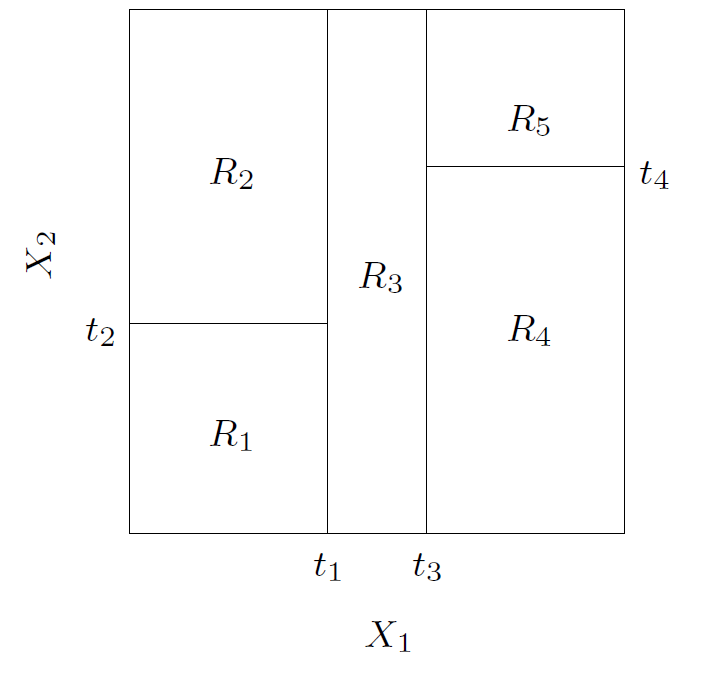 R₅
R₂
t₄
X₂
R₃
t₂
R₄
R₁
t₁ t₃
X₁